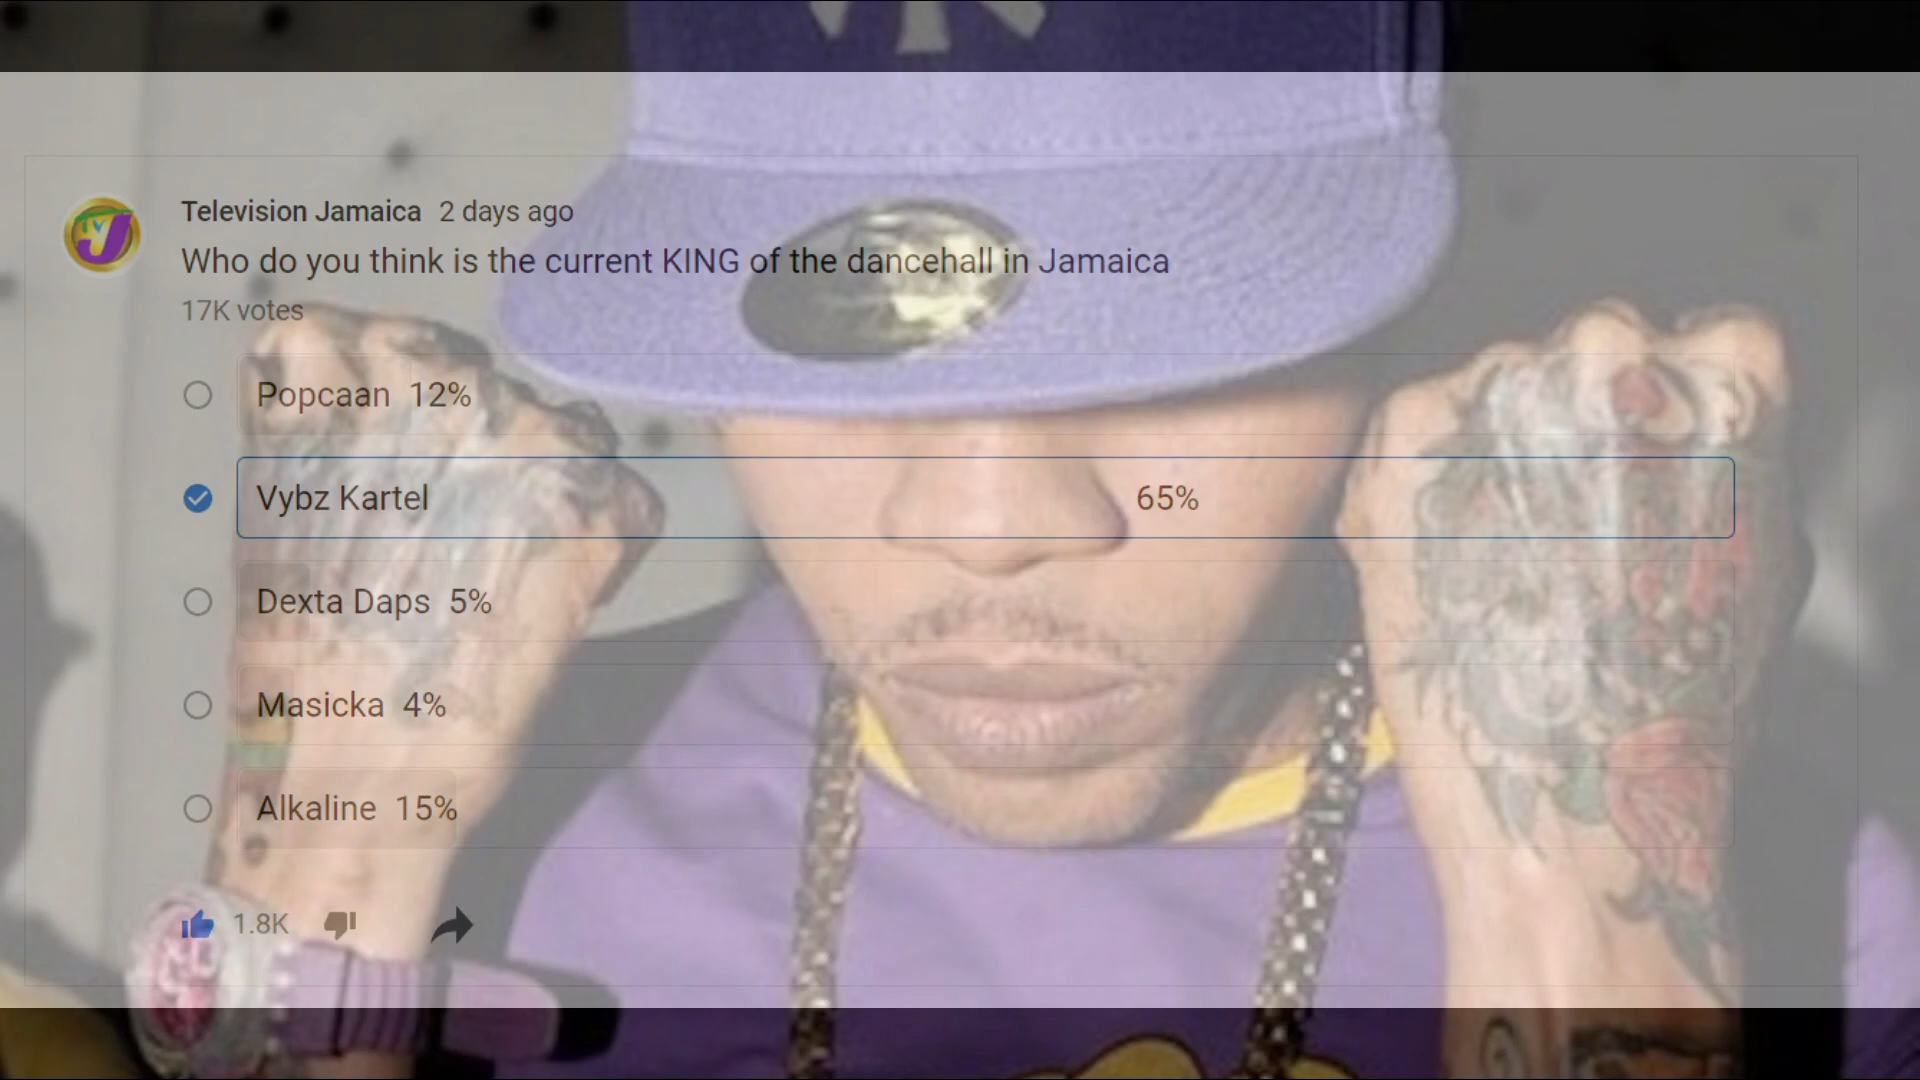 Television Jamaica 2 days ago
Who do you think is the current KING of the dancehall in Jamaica
17K votes
Popcaan 12%
Vybz Kartel 65%
Dexta Daps 5%
Masicka 4%
Alkaline 15%
1.8K